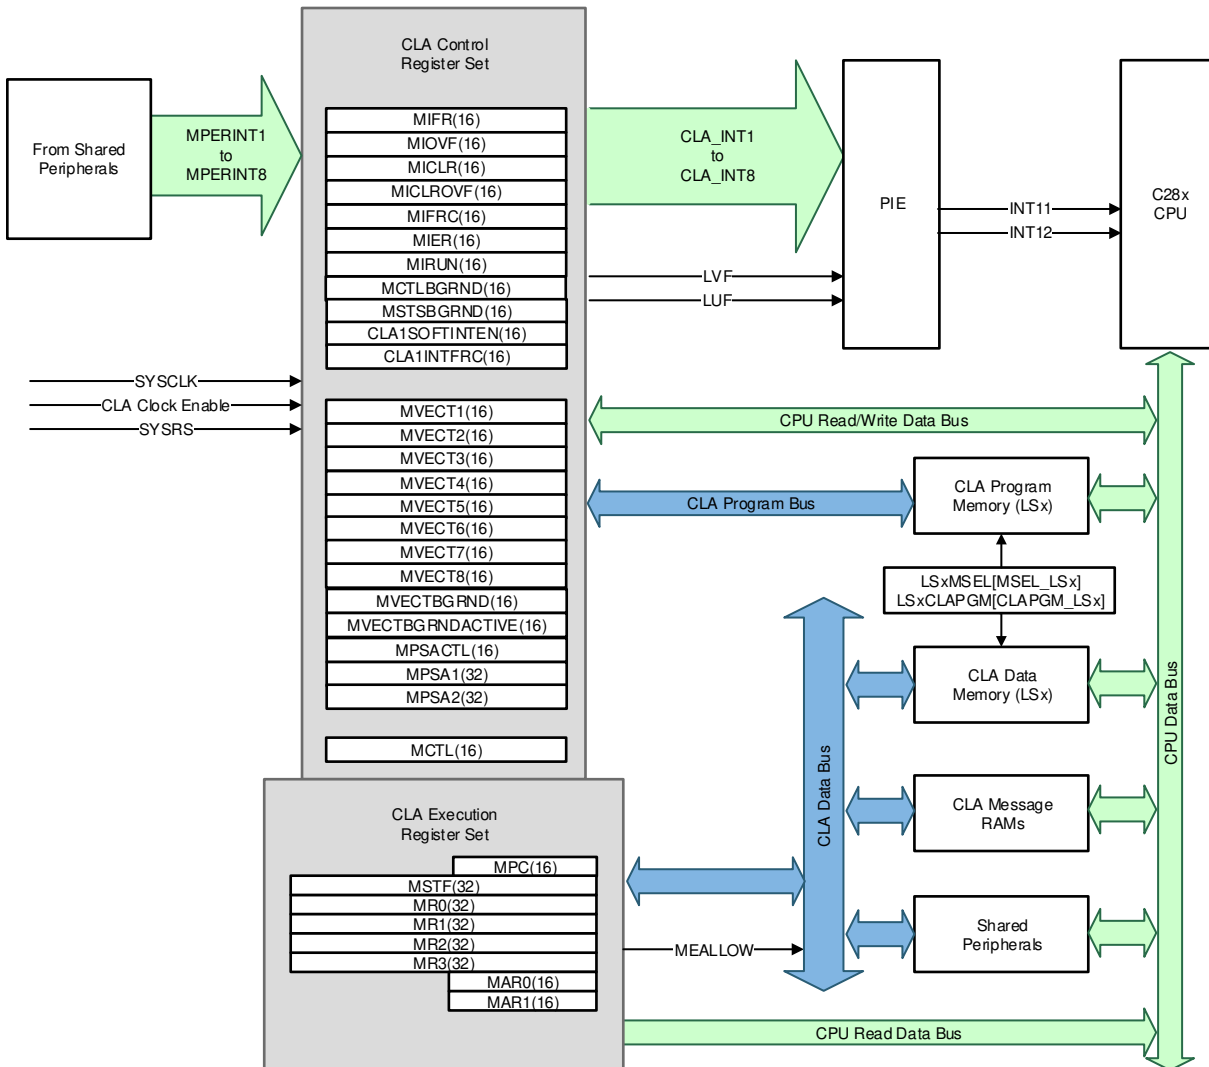 CLA Control
Register Set
From Shared
Peripherals
MPERINT1
to
MPERINT8
MIFR(16)
MIOVF(16)
MICLR(16)
MICLROVF(16)
MIFRC(16)
MIER(16)
MIRUN(16)
MCTLBGRND(16)
MSTSBGRND(16)
CLA1SOFTINTEN(16)
CLA1INTFRC(16)
CLA_INT1
to
CLA_INT8
LVF
LUF
PIE
INT11
INT12
C28x
CPU
SYSCLK
CLA Clock Enable
SYSRS
MVECT1(16)
MVECT2(16)
MVECT3(16)
MVECT4(16)
MVECT5(16)
MVECT6(16)
MVECT7(16)
MVECT8(16)
MVECTBGRND(16)
MVECTBGRNDACTIVE(16)
MPSACTL(16)
MPSA1(32)
MPSA2(32)
MCTL(16)
CPU Read/Write Data Bus
CLA Program Bus
CLA Program
Memory (LSx)
LSxMSEL[MSEL_LSx]
LSxCLAPGM[CLAPGM_LSx]
CLA Data
Memory (LSx)
CLA Message
RAMs
Shared
Peripherals
CLA Data Bus
CPU Data Bus
CLA Execution
Register Set
MPC(16)
MSTF(32)
MR0(32)
MR1(32)
MR2(32)
MR3(32)
MAR0(16)
MAR1(16)
MEALLOW
CPU Read Data Bus